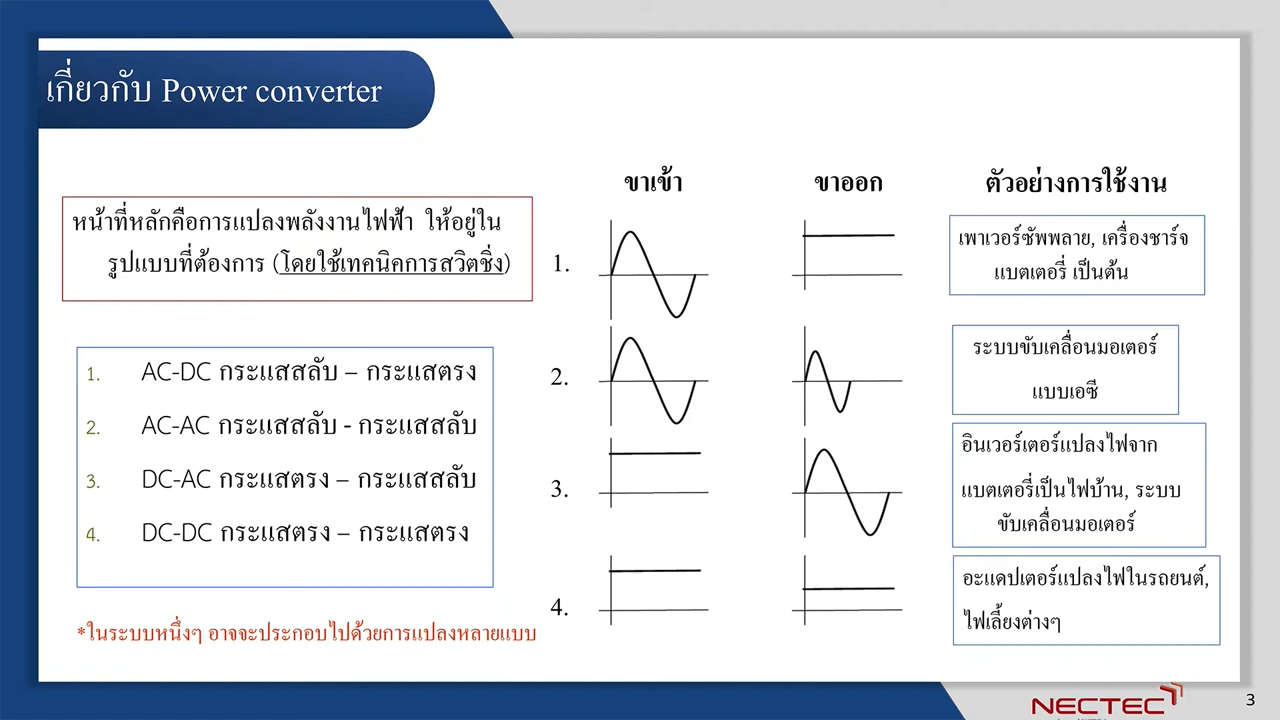 เกี่ยวกับ Power converter
หน้าที่หลักคือการแปลงพลังงานไฟฟ้า ให้อยู่ใน
รูปแบบที่ต้องการ (โดยใช้เทคนิคการสวิตชิ่ง)
1. AC-DC กระแสสลับ – กระแสตรง
2. AC-AC กระแสสลับ - กระแสสลับ
3. DC-AC กระแสตรง – กระแสสลับ
4. DC-DC กระแสตรง – กระแสตรง
*ในระบบหนึ่งๆ อาจจะประกอบไปด้วยการแปลงหลายแบบ
ขาเข้า ขาออก ตัวอย่างการใช้งาน
1.
เพาเวอร์ซัพพลาย, เครื่องชาร์จ
แบตเตอรี่ เป็นต้น
2.
ระบบขับเคลื่อนมอเตอร์
แบบเอซี
3.
อินเวอร์เตอร์แปลงไฟจาก
แบตเตอรี่เป็นไฟบ้าน, ระบบ
ขับเคลื่อนมอเตอร์
4.
อะแดปเตอร์แปลงไฟในรถยนต์,
ไฟเลี้ยงต่างๆ
NECTEC
3